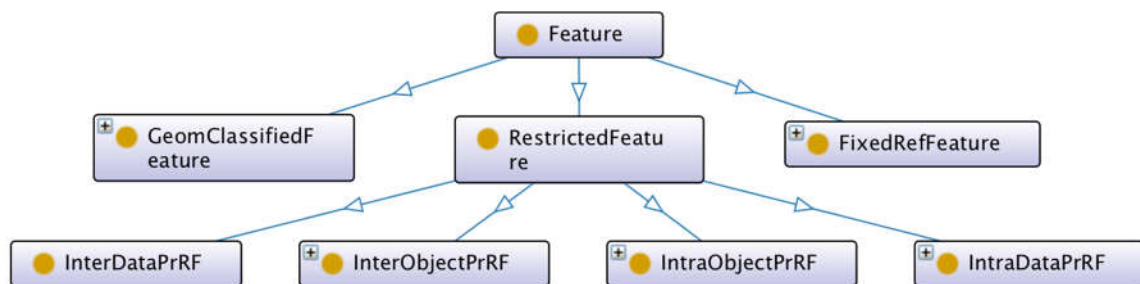 Feature
GeomClassifiedF
eature
RestrictedFeatu
re
FixedRefFeature
InterDataPrRF
InterObjectPrRF
IntraObjectPrRF
IntraDataPrRF